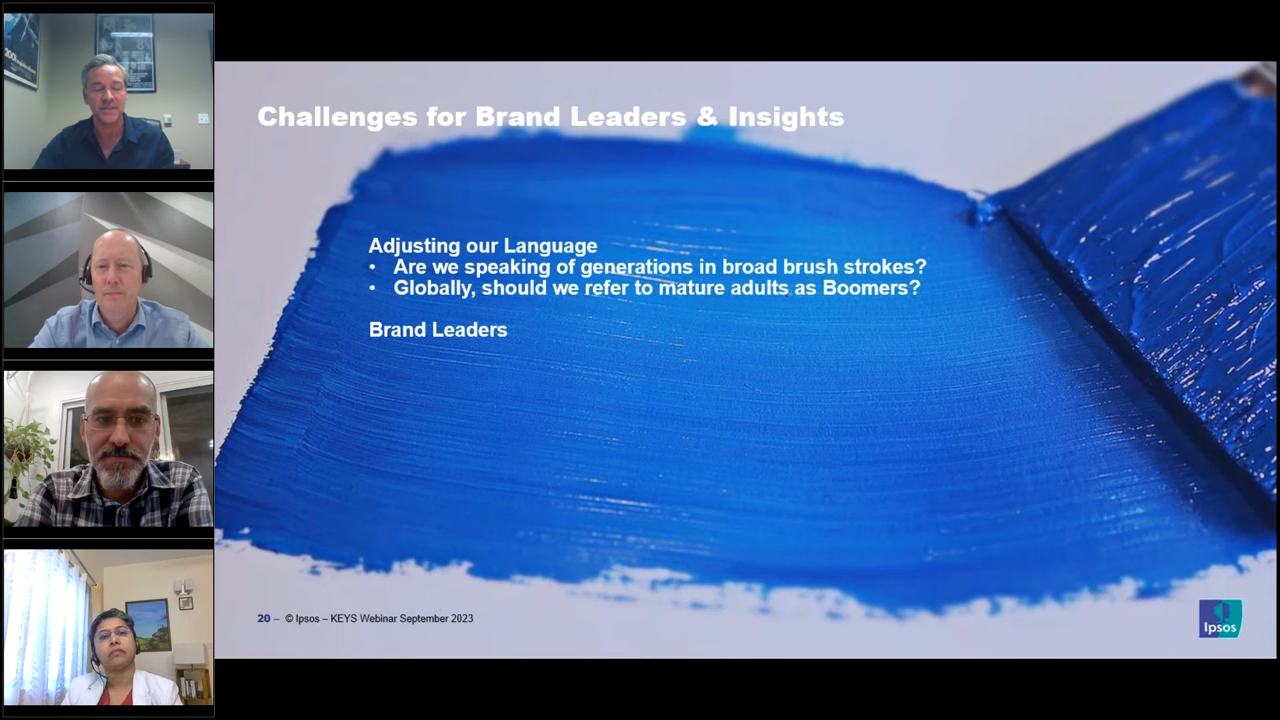 Challenges for Brand Leaders & Insights
Adjusting our Language
• Are we speaking of generations in broad brush strokes?
• Globally, should we refer to mature adults as Boomers?
Brand Leaders
20 – © Ipsos – KEYS Webinar September 2023
Ipsos